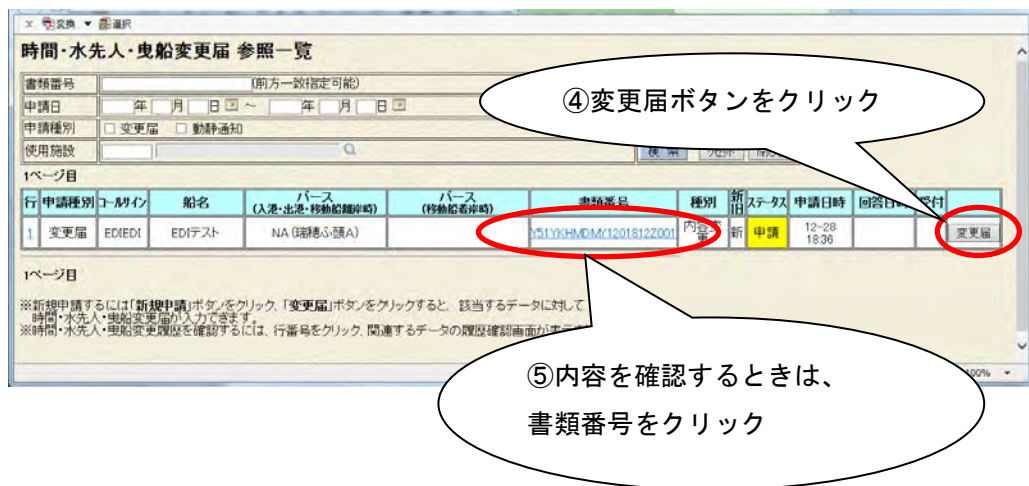 × 変換 ▼ 選択
時間・水先人・曳船変更届 参照一覧
書類番号 (前方一致指定可能)
申請日 年 月 日 ～ 年 月 日
申請種別 変更届 動静通知
使用施設 検索
④変更届ボタンをクリック
1ページ目
行 申請種別 コールサイン 船名 バース (入港・出港・移動船離岸時) バース (移動船着岸時) 書類番号 種別 新旧 ステータス 申請日時 回答日時 受付
1 変更届 EDIEDI EDIテスト NA (瑞穂ふ頭A) Y51YKHMDMY1201812Z001 内容変更 新 申請 12-28 18:36 変更届
1ページ目
※新規申請するには「新規申請」ボタンをクリック、「変更届」ボタンをクリックすると、該当するデータに対して
時間・水先人・曳船変更届が入力できます。
※時間・水先人・曳船変更履歴を確認するには、行番号をクリック、関連するデータの履歴確認画面が表示
100%
⑤内容を確認するときは、
書類番号をクリック